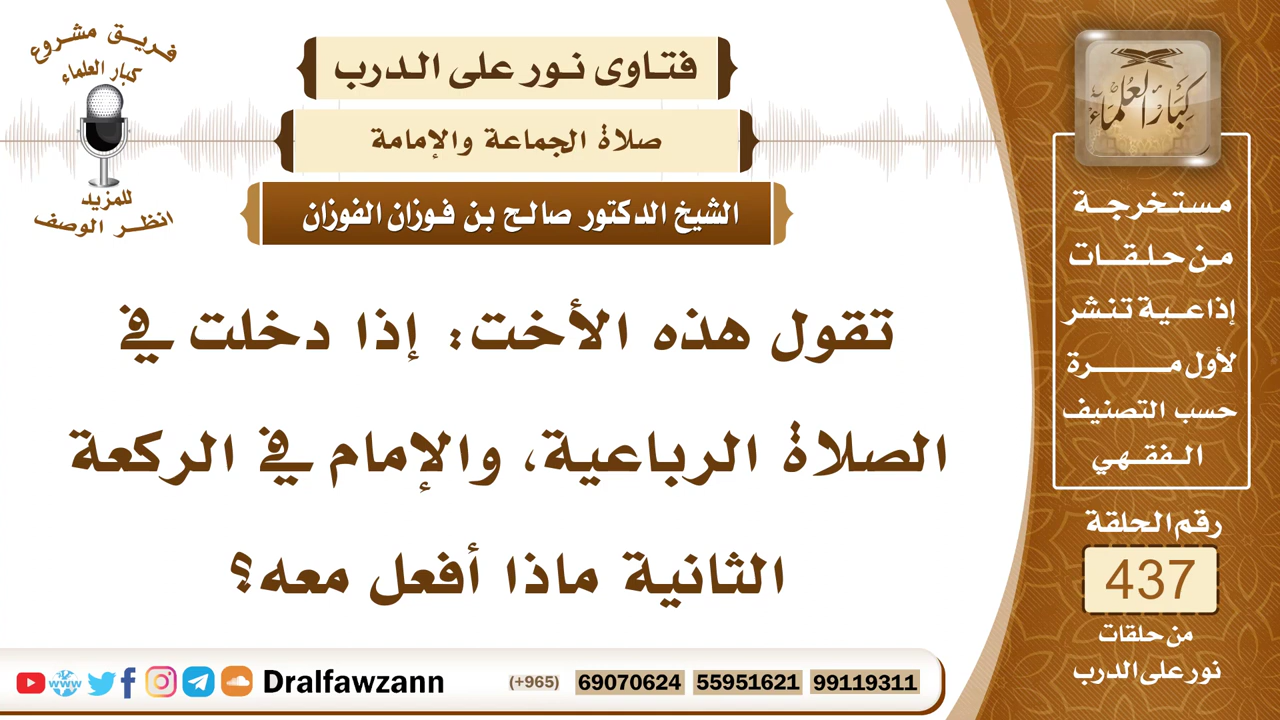 فريق مشروع
كبار العلماء
للمزيد
انظر الوصف
فتاوى نور على الدرب
صلاة الجماعة والإمامة
الشيخ الدكتور صالح بن فوزان الفوزان
تقول هذه الأخت: إذا دخلت في
الصلاة الرباعية، والإمام في الركعة
الثانية ماذا أفعل معه؟
كبار العلماء
مستخرجة
من حلقات
إذاعية تنشر
لأول مرة
حسب التصنيف
الفقهي
رقم الحلقة
437
من حلقات
نور على الدرب
www
Dralfawzann (+965) 69070624 55951621 99119311